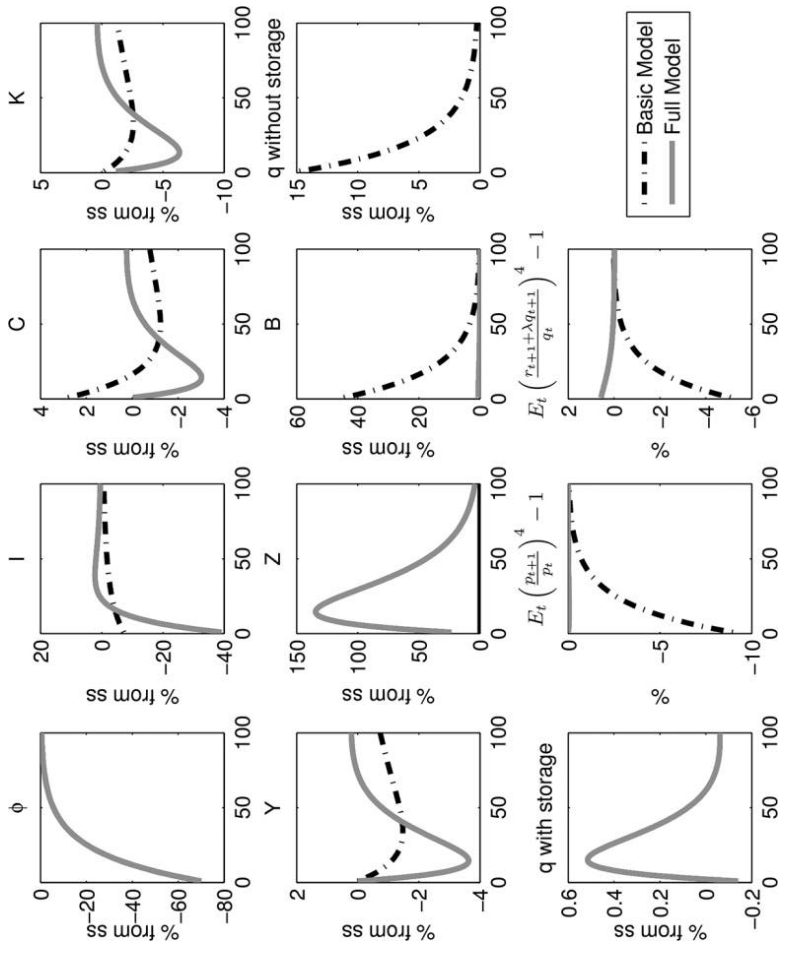 φ
% from ss
0
−20
−40
−60
−80
0 50 100
I
% from ss
20
0
−20
−40
0 50 100
C
% from ss
4
2
0
−2
−4
0 50 100
K
% from ss
5
0
−5
−10
0 50 100
Y
% from ss
2
0
−2
−4
0 50 100
Z
% from ss
150
100
50
0
0 50 100
B
% from ss
60
40
20
0
0 50 100
q without storage
% from ss
15
10
5
0
0 50 100
q with storage
% from ss
0.6
0.4
0.2
0
−0.2
0 50 100
E_t (p_{t+1}/p_t)^4 − 1
%
0
−5
−10
0 50 100
E_t ((r_{t+1}+λq_{t+1})/q_t)^4 − 1
%
2
0
−2
−4
−6
0 50 100
Basic Model
Full Model